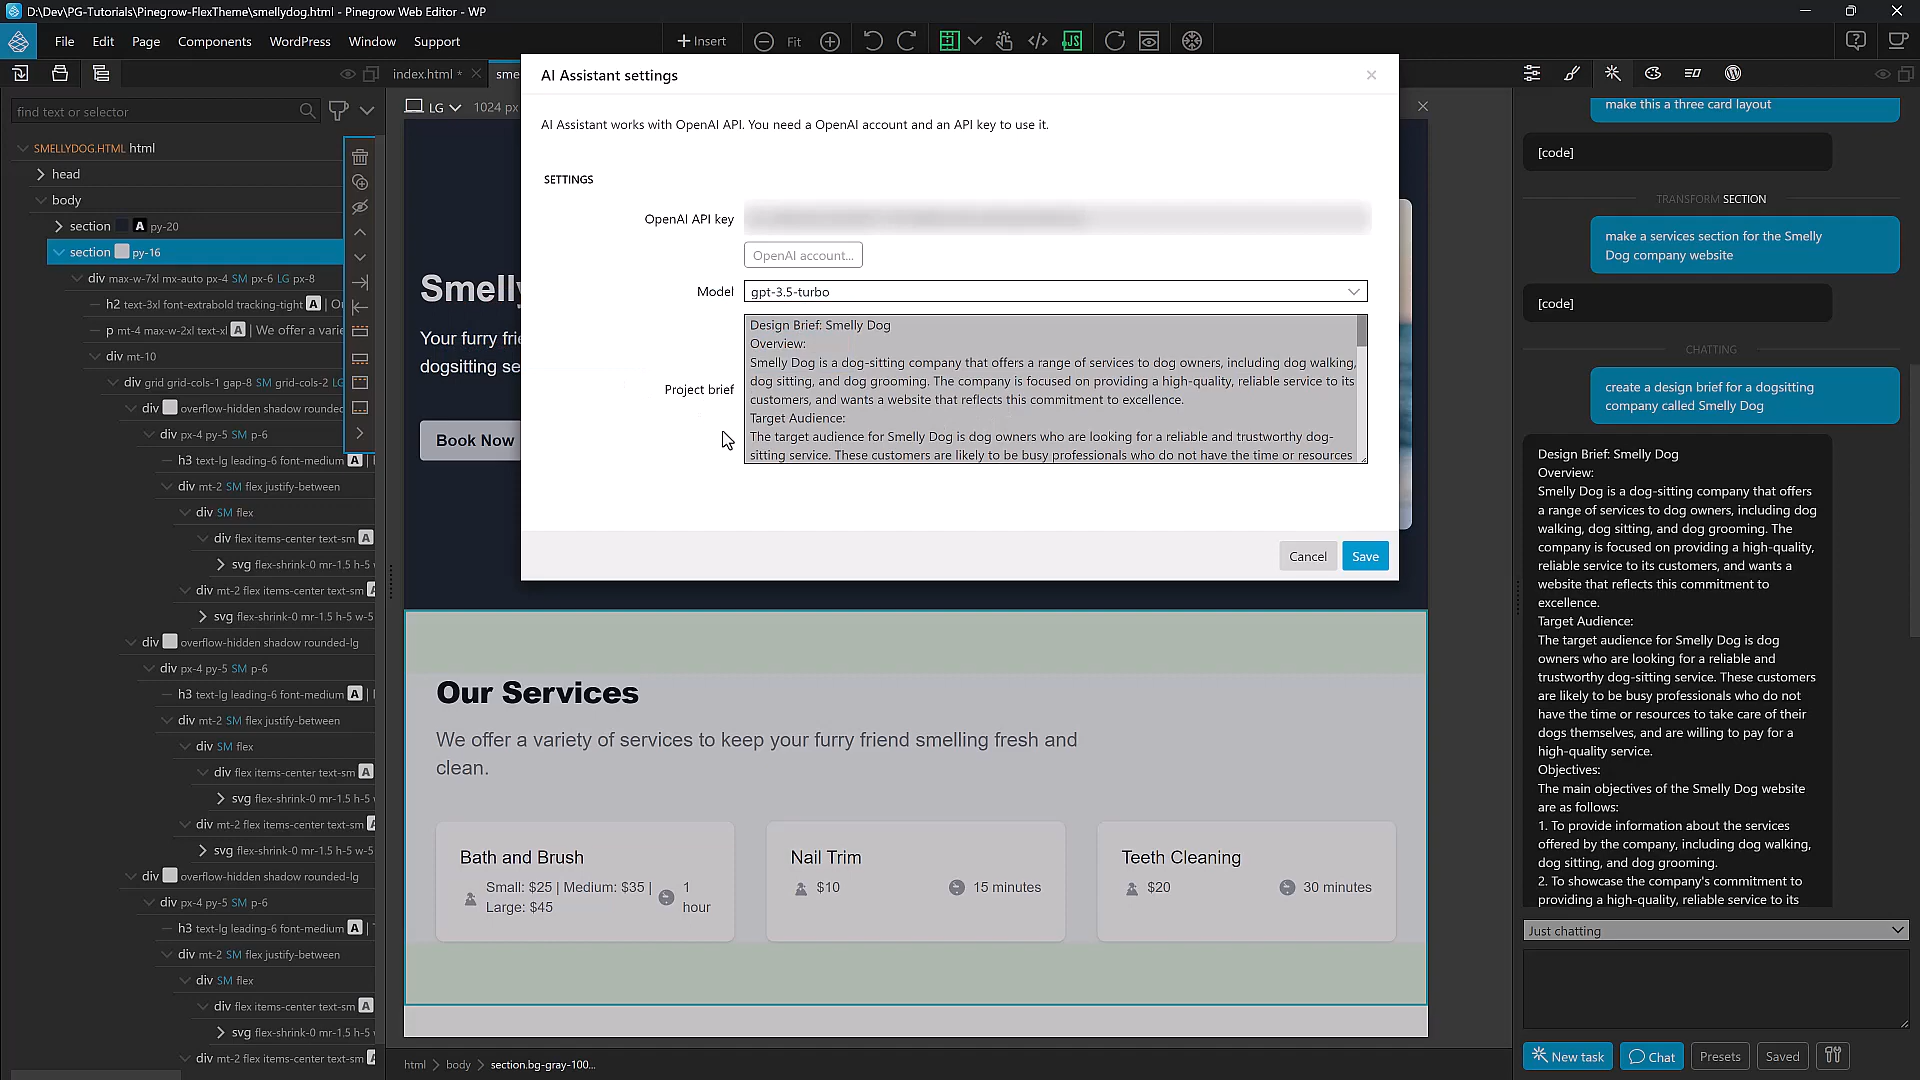 D:\Dev\PG-Tutorials\Pinegrow-FlexTheme\smellydog.html - Pinegrow Web Editor - WP
File Edit Page Components WordPress Window Support
Insert Fit JS
index.html *
find text or selector
LG 1024 px
SMELLYDOG.HTML html
head
body
section A py-20
section py-16
div max-w-7xl mx-auto px-4 SM px-6 LG px-8
h2 text-3xl font-extrabold tracking-tight A
p mt-4 max-w-2xl text-xl A | We offer a varie
div mt-10
div grid grid-cols-1 gap-8 SM grid-cols-2 LG
div overflow-hidden shadow rounded
div px-4 py-5 SM p-6
h3 text-lg leading-6 font-medium A
div mt-2 SM flex justify-between
div SM flex
div flex items-center text-sm A
svg flex-shrink-0 mr-1.5 h-5
div mt-2 flex items-center text-sm A
svg flex-shrink-0 mr-1.5 h-5 w-5
div overflow-hidden shadow rounded-lg
div px-4 py-5 SM p-6
h3 text-lg leading-6 font-medium A
div mt-2 SM flex justify-between
div SM flex
div flex items-center text-sm A
svg flex-shrink-0 mr-1.5 h-5
div mt-2 flex items-center text-sm A
svg flex-shrink-0 mr-1.5 h-5 w-5
div overflow-hidden shadow rounded-lg
div px-4 py-5 SM p-6
h3 text-lg leading-6 font-medium A
div mt-2 SM flex justify-between
div SM flex
div flex items-center text-sm A
svg flex-shrink-0 mr-1.5 h-5
div mt-2 flex items-center text-sm A
Smelly
Your furry frie
dogsitting se
Book Now
AI Assistant settings
AI Assistant works with OpenAI API. You need a OpenAI account and an API key to use it.
SETTINGS
OpenAI API key
OpenAI account...
Model gpt-3.5-turbo
Project brief
Design Brief: Smelly Dog
Overview:
Smelly Dog is a dog-sitting company that offers a range of services to dog owners, including dog walking,
dog sitting, and dog grooming. The company is focused on providing a high-quality, reliable service to its
customers, and wants a website that reflects this commitment to excellence.
Target Audience:
The target audience for Smelly Dog is dog owners who are looking for a reliable and trustworthy dog-
sitting service. These customers are likely to be busy professionals who do not have the time or resources
Cancel Save
Our Services
We offer a variety of services to keep your furry friend smelling fresh and
clean.
Bath and Brush
Small: $25 | Medium: $35 |
Large: $45
1
hour
Nail Trim
$10 15 minutes
Teeth Cleaning
$20 30 minutes
html body section.bg-gray-100...
make this a three card layout
[code]
TRANSFORM SECTION
make a services section for the Smelly
Dog company website
[code]
CHATTING
create a design brief for a dogsitting
company called Smelly Dog
Design Brief: Smelly Dog
Overview:
Smelly Dog is a dog-sitting company that offers
a range of services to dog owners, including dog
walking, dog sitting, and dog grooming. The
company is focused on providing a high-quality,
reliable service to its customers, and wants a
website that reflects this commitment to
excellence.
Target Audience:
The target audience for Smelly Dog is dog
owners who are looking for a reliable and
trustworthy dog-sitting service. These customers
are likely to be busy professionals who do not
have the time or resources to take care of their
dogs themselves, and are willing to pay for a
high-quality service.
Objectives:
The main objectives of the Smelly Dog website
are as follows:
1. To provide information about the services
offered by the company, including dog walking,
dog sitting, and dog grooming.
2. To showcase the company's commitment to
providing a high-quality, reliable service to its
Just chatting
New task Chat Presets Saved